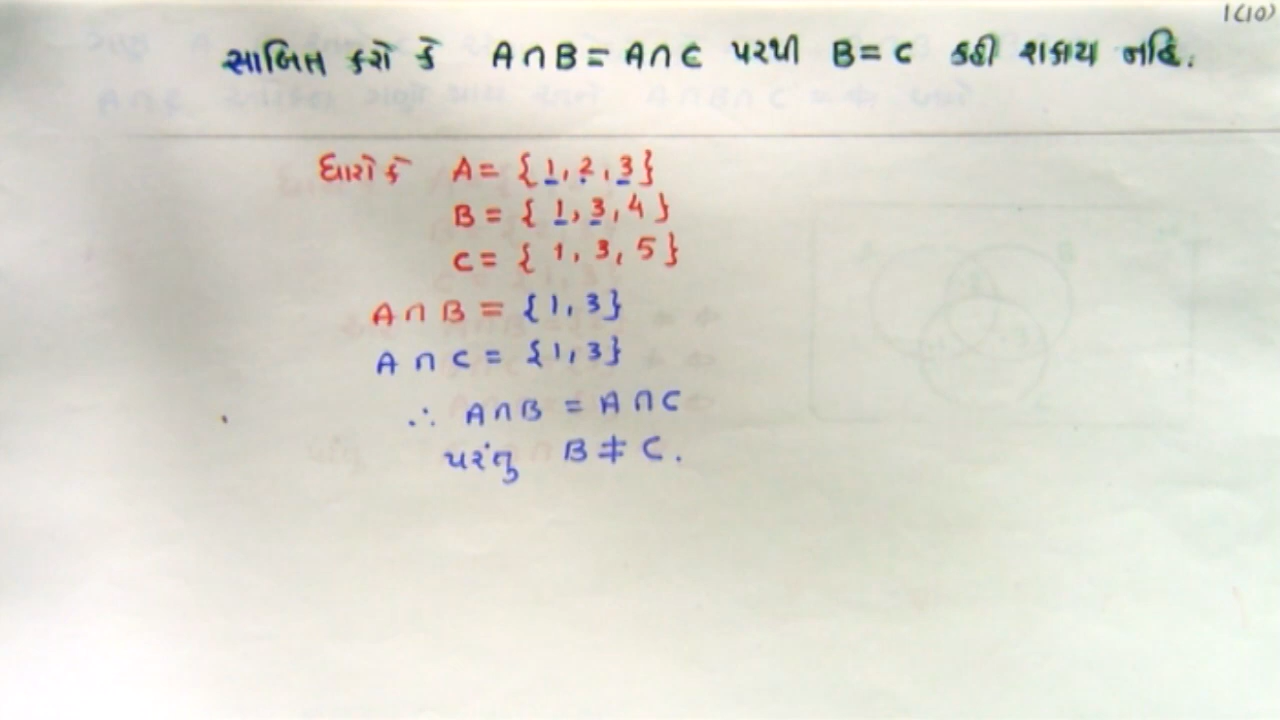 1(10)
સાબિત કરો કે A∩B = A∩C પરથી B = C કહી શકાય નહિ.
ધારો કે A = {1, 2, 3}
B = {1, 3, 4}
C = {1, 3, 5}
A ∩ B = {1, 3}
A ∩ C = {1, 3}
∴ A∩B = A∩C
પરંતુ B ≠ C.